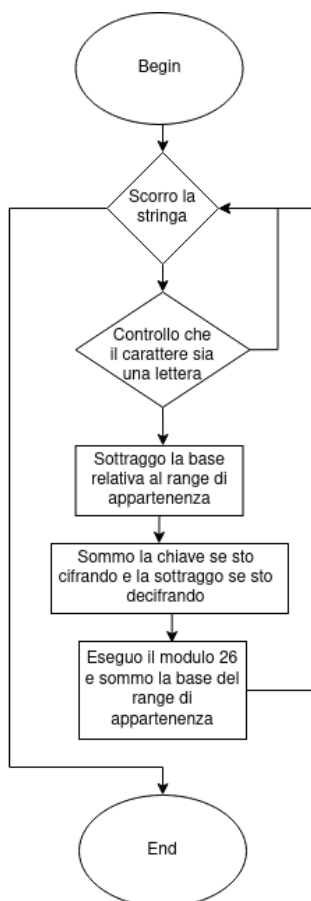 Begin
Scorro la
stringa
Controllo che
il carattere sia
una lettera
Sottraggo la base
relativa al range di
appartenenza
Sommo la chiave se sto
cifrando e la sottraggo se sto
decifrando
Eseguo il modulo 26
e sommo la base del
range di
appartenenza
End